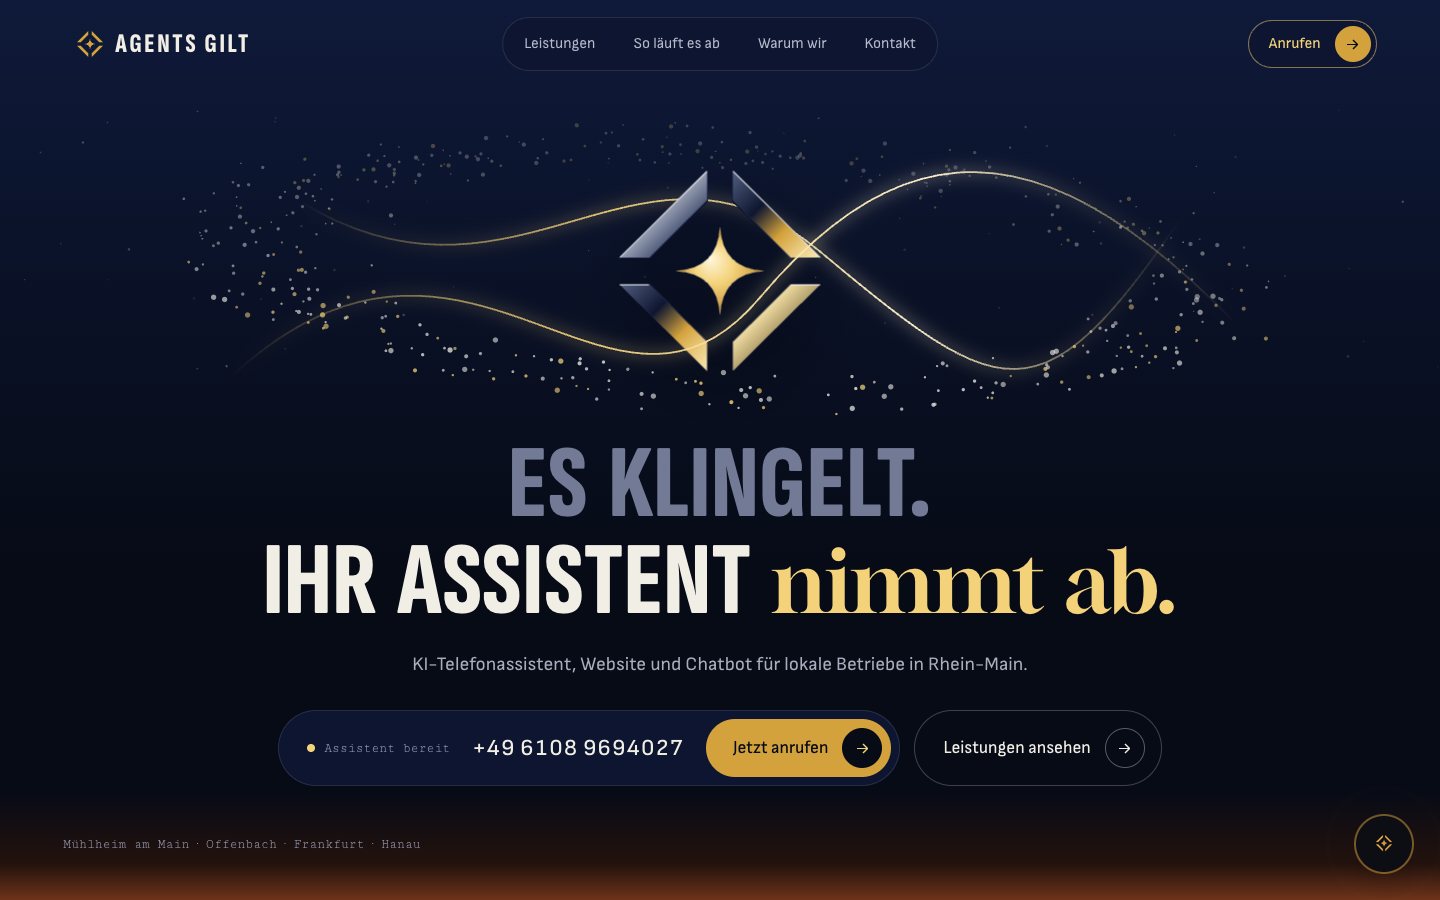 AGENTS GILT
Leistungen So läuft es ab Warum wir Kontakt
Anrufen
ES KLINGELT.
IHR ASSISTENT nimmt ab.
KI-Telefonassistent, Website und Chatbot für lokale Betriebe in Rhein-Main.
Assistent bereit +49 6108 9694027 Jetzt anrufen
Leistungen ansehen
Mühlheim am Main · Offenbach · Frankfurt · Hanau